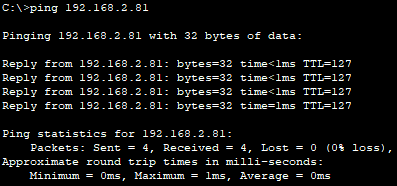 C:\>ping 192.168.2.81
Pinging 192.168.2.81 with 32 bytes of data:
Reply from 192.168.2.81: bytes=32 time<1ms TTL=127
Reply from 192.168.2.81: bytes=32 time<1ms TTL=127
Reply from 192.168.2.81: bytes=32 time<1ms TTL=127
Reply from 192.168.2.81: bytes=32 time=1ms TTL=127
Ping statistics for 192.168.2.81:
    Packets: Sent = 4, Received = 4, Lost = 0 (0% loss),
Approximate round trip times in milli-seconds:
    Minimum = 0ms, Maximum = 1ms, Average = 0ms